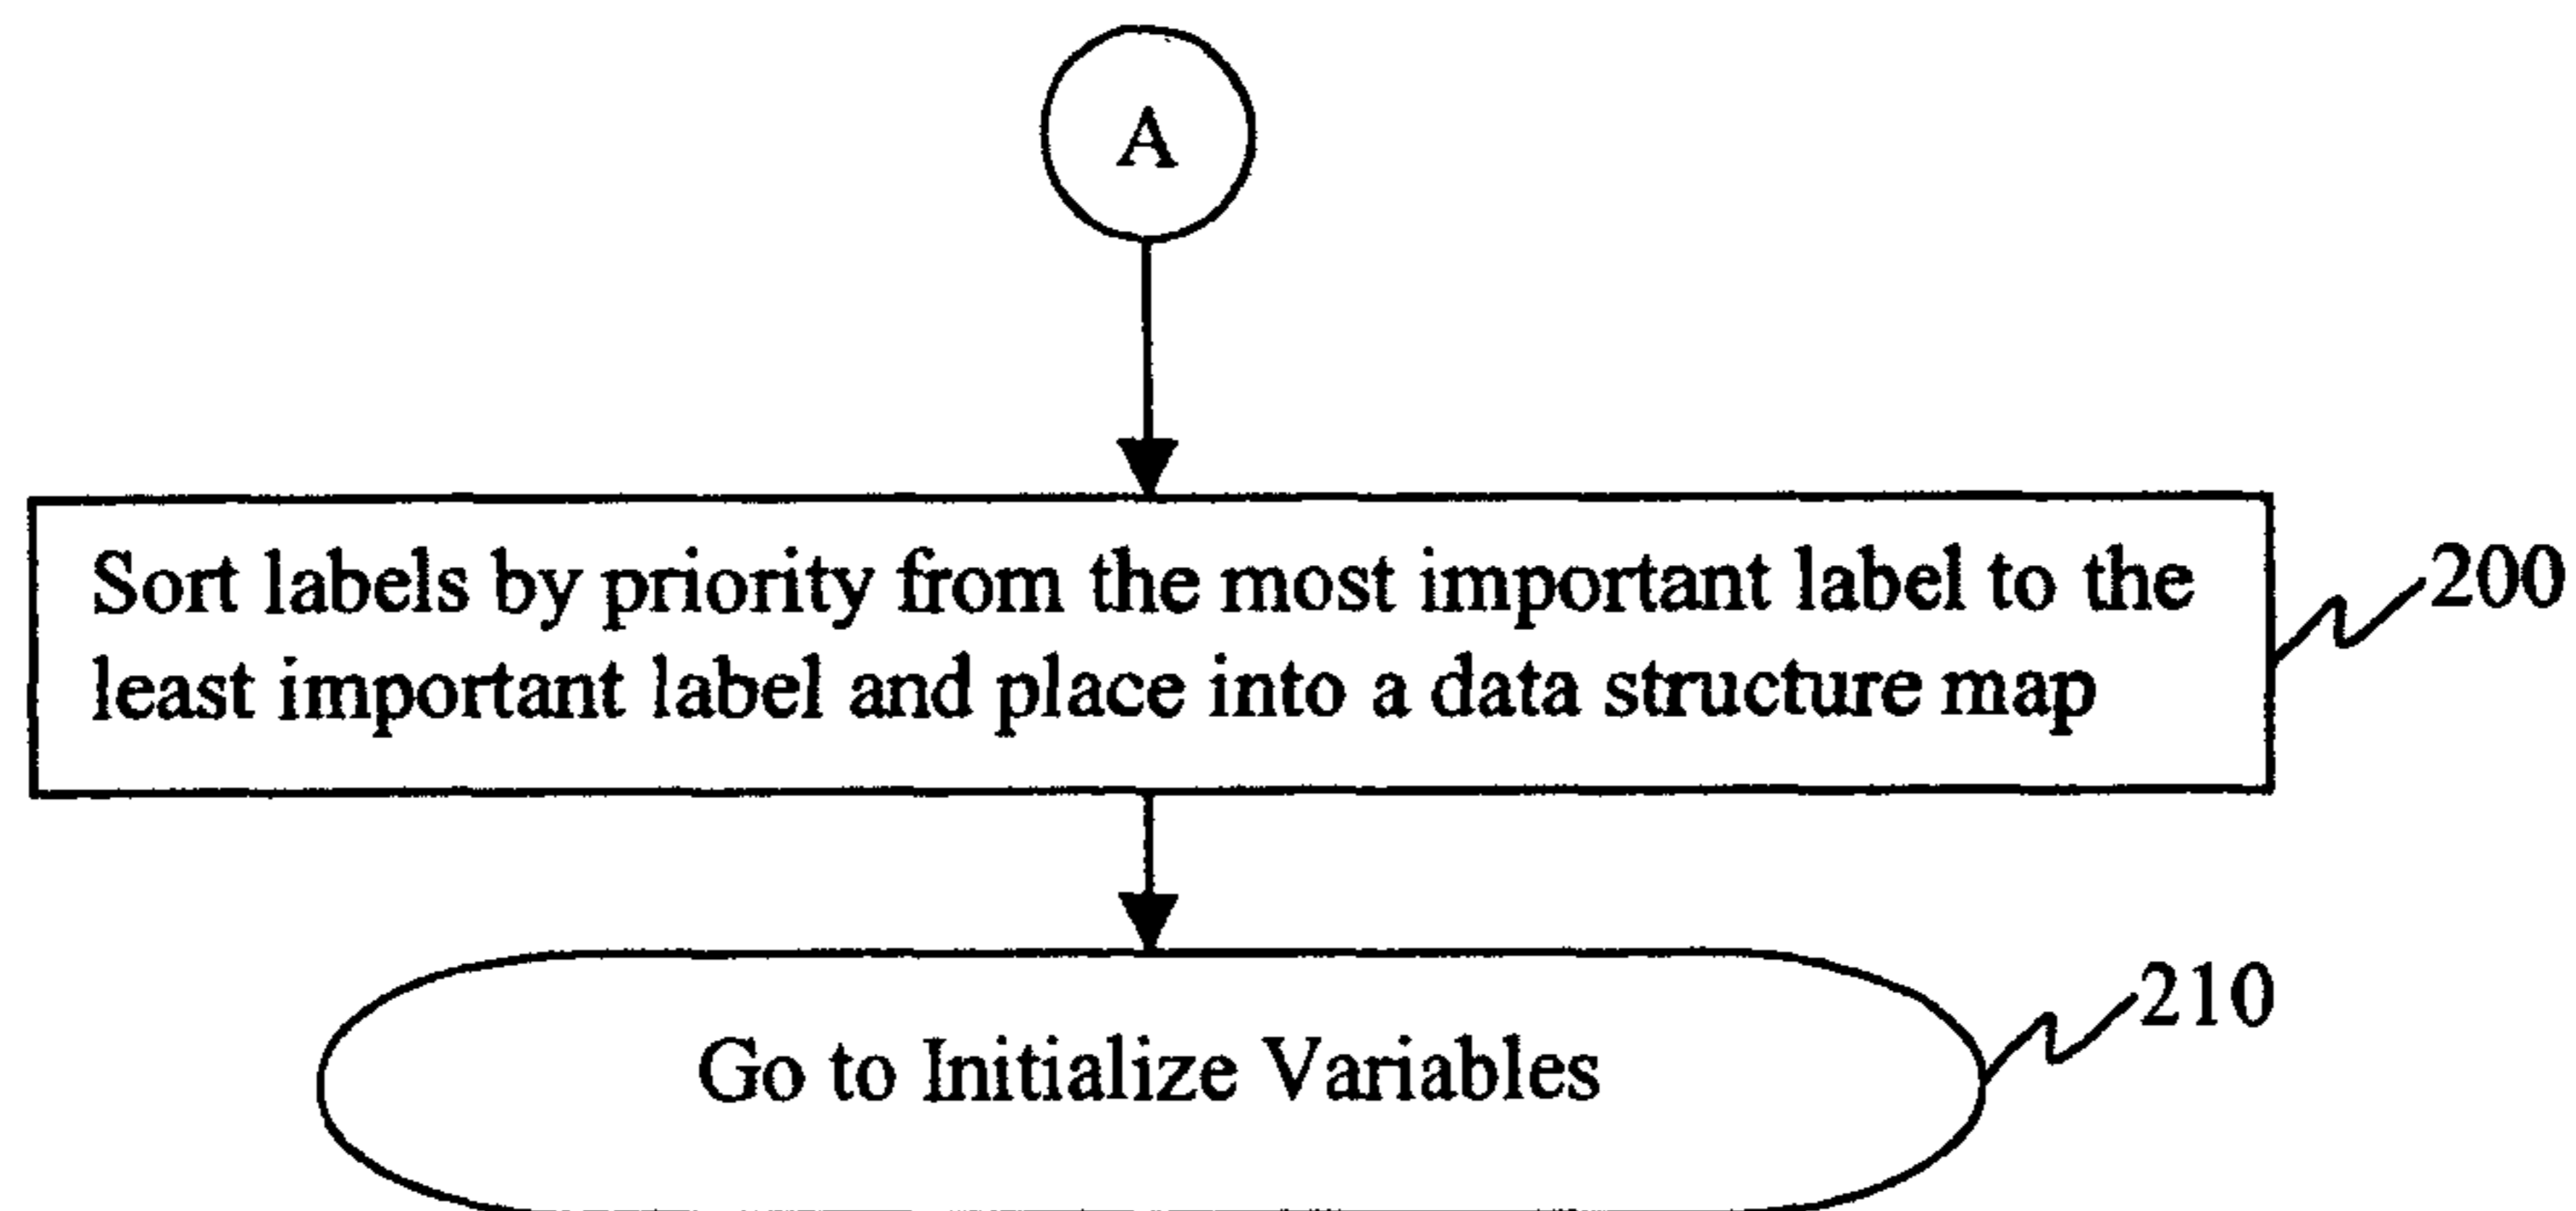 A
Sort labels by priority from the most important label to the
200
least important label and place into a data structure map
210
Go to Initialize Variables